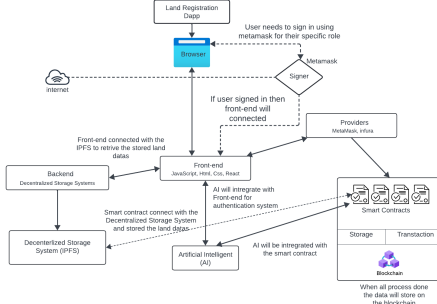 Land Registration
Dapp
User needs to sign in using
metamask for their specific role
Browser
Metamask
internet
Signer
If user signed in then
front-end will
connected
Providers
MetaMask, infura
Front-end connected with the
IPFS to retrive the stored land
datas
Front-end
JavaScript, Html, Css, React
Backend
Decentralized Storage Systems
AI will intregrate with
Front-end for
authentication system
Smart contract connect with the
Decentralized Storage System
and stored the land datas
Smart Contracts
Storage
Transtaction
Decenterlized Storage
System (IPFS)
Artificial Intelligent
(AI)
AI will be intregrated with
the smart contract
Blockchain
When all process done
the data will store on
the blockchain